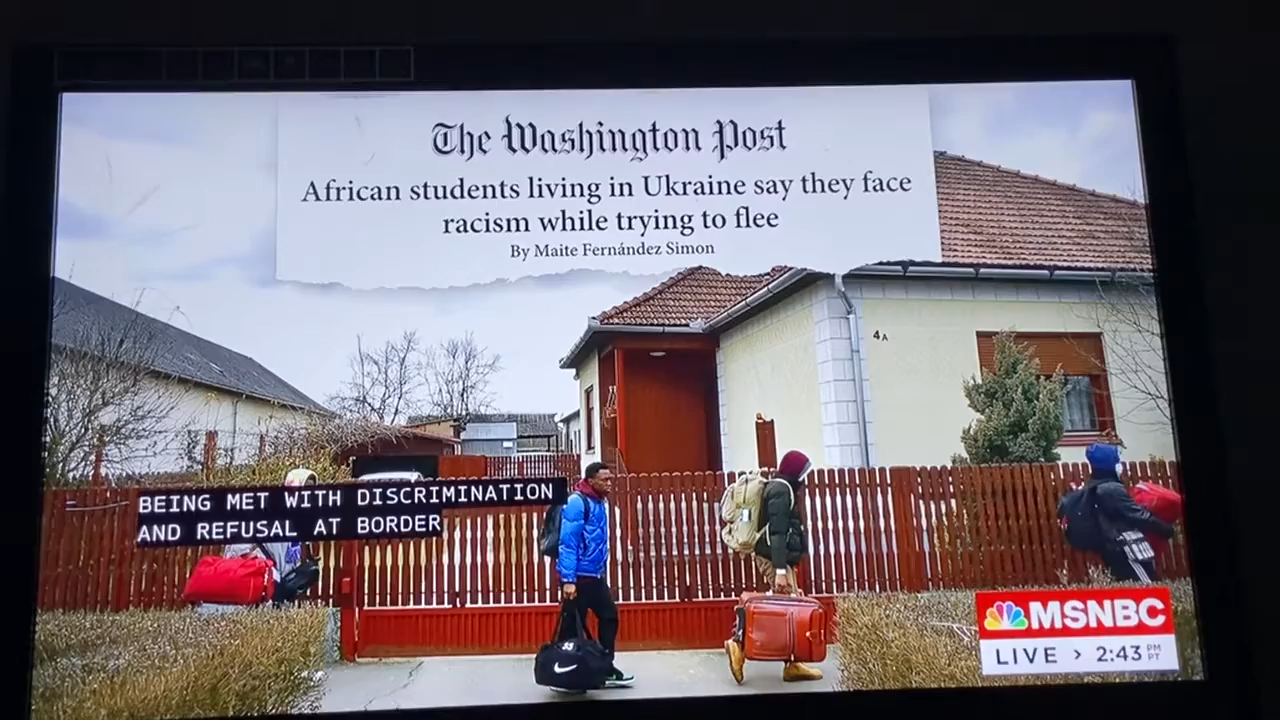 The Washington Post
African students living in Ukraine say they face
racism while trying to flee
By Maite Fernández Simon
4A
BEING MET WITH DISCRIMINATION
AND REFUSAL AT BORDER
MSNBC
LIVE > 2:43 PM PT